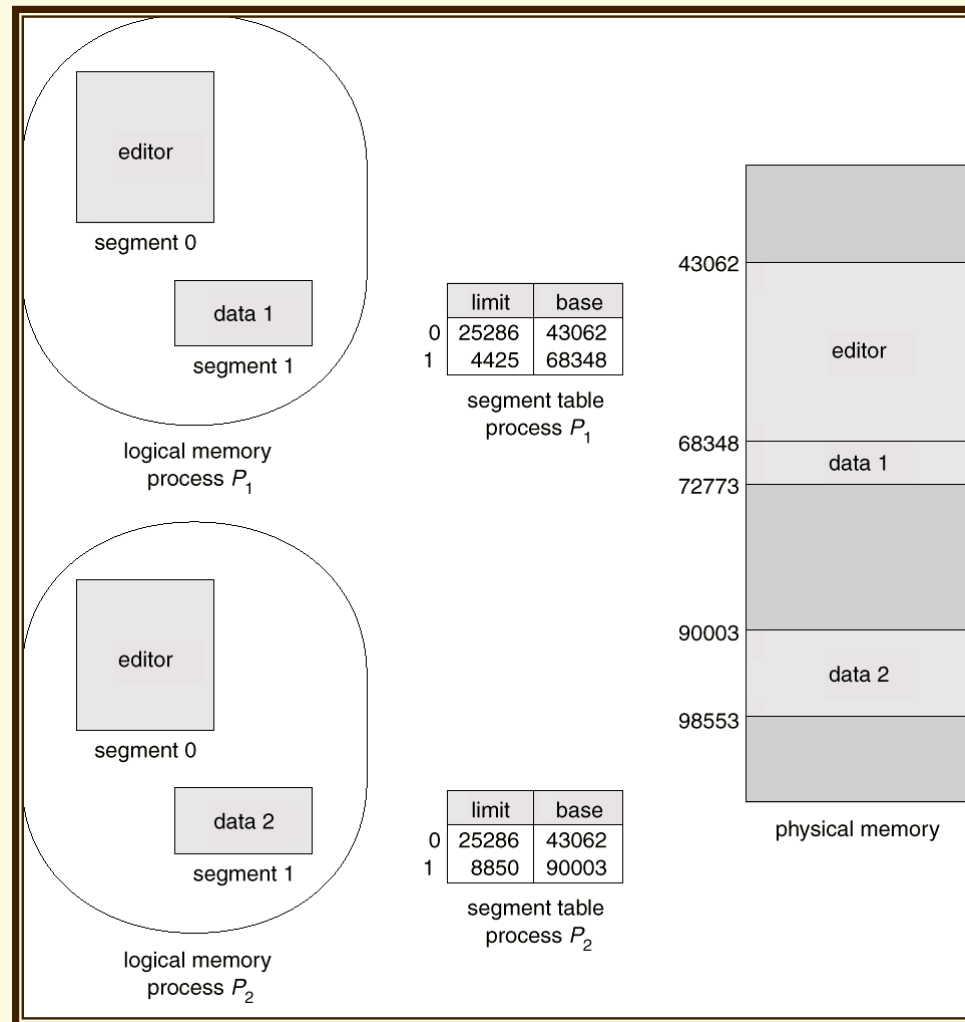 editor
segment 0
data 1
segment 1
logical memory
process P1
limit base
0 25286 43062
1 4425 68348
segment table
process P1
editor
segment 0
data 2
segment 1
logical memory
process P2
limit base
0 25286 43062
1 8850 90003
segment table
process P2
43062
editor
68348
data 1
72773
90003
data 2
98553
physical memory